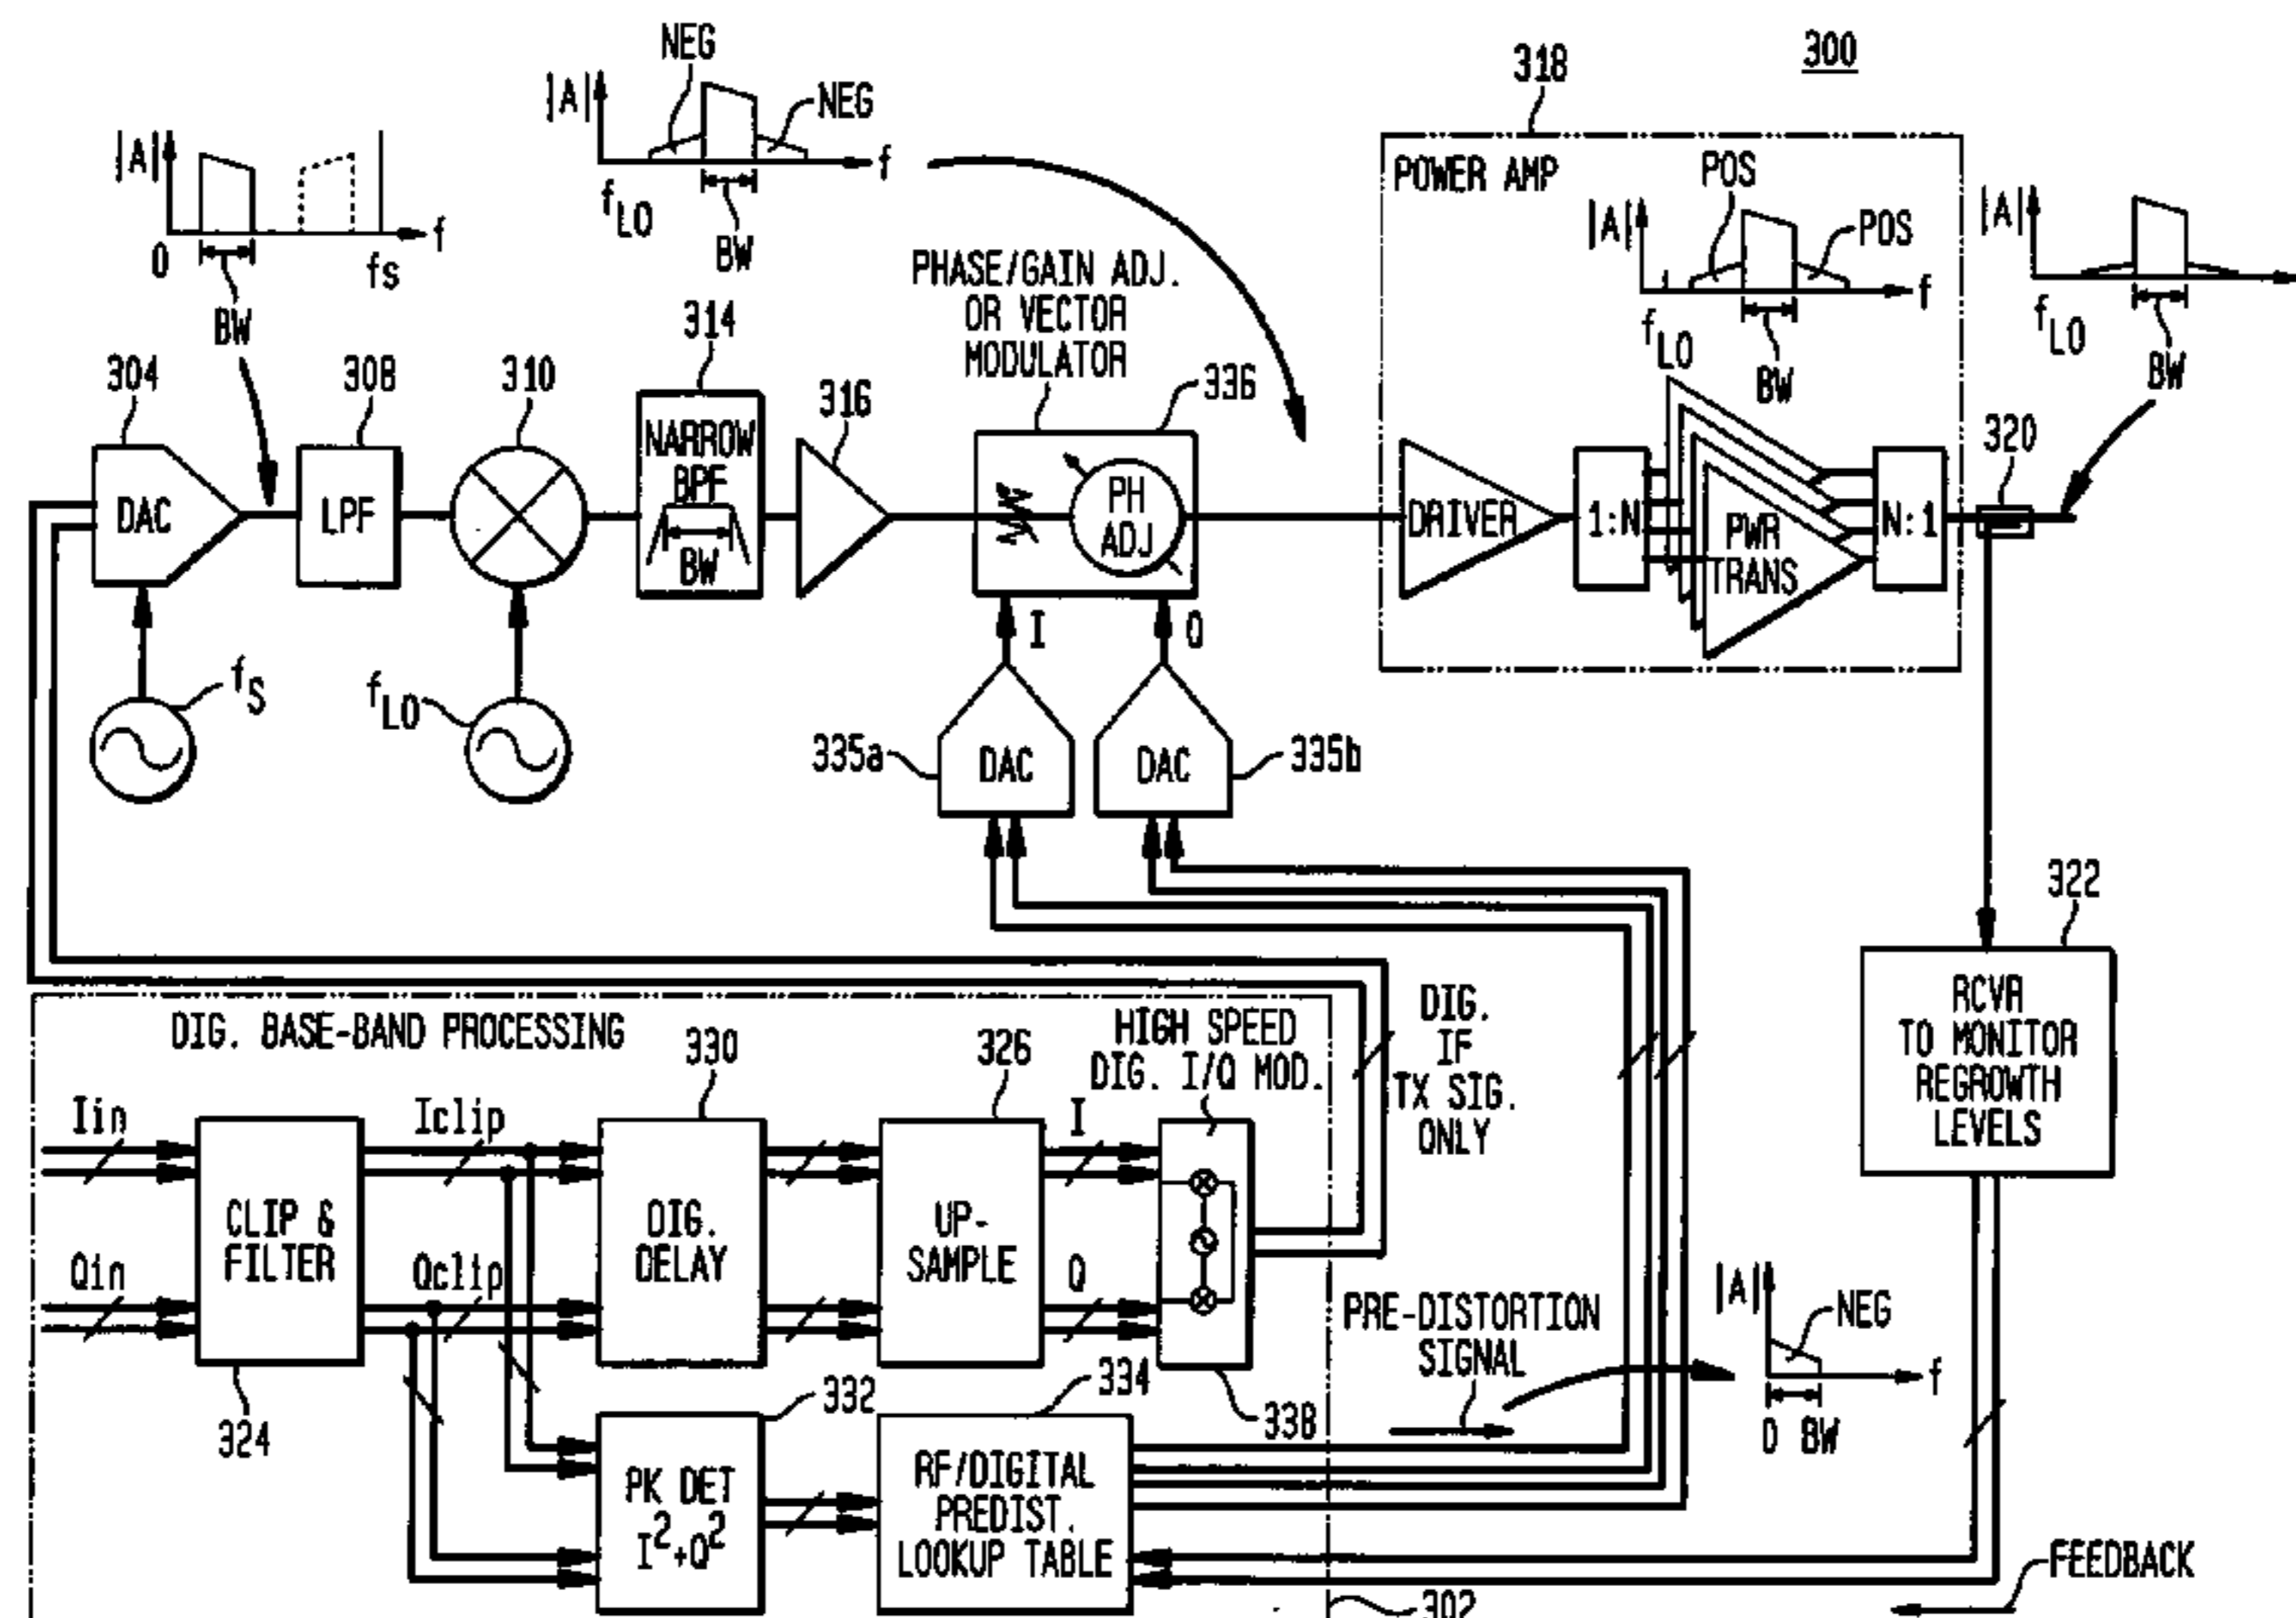 300
NEG
NEG
|A|
f
f LO
BW
|A|
0
fs
f
BW
318
POWER AMP
POS
POS
|A|
f
f LO
BW
|A|
f LO
BW
PHASE/GAIN ADJ.
OR VECTOR
MODULATOR
304
308
310
314
316
336
320
DAC
LPF
NARROW
BPF
BW
PH
ADJ
DRIVER
1:N
PWR
TRANS
N:1
I
Q
f S
f LO
335a
DAC
DAC
335b
322
RCVR
TO MONITOR
REGROWTH
LEVELS
DIG. BASE-BAND PROCESSING
330
326
HIGH SPEED
DIG. I/Q MOD.
DIG.
IF
TX SIG.
ONLY
Iin
Iclip
I
CLIP &
FILTER
DIG.
DELAY
UP-
SAMPLE
Qin
Qclip
Q
PRE-DISTORTION
SIGNAL
|A|
NEG
f
0 BW
324
332
334
338
PK DET
I²+Q²
RF/DIGITAL
PREDIST.
LOOKUP TABLE
FEEDBACK
302